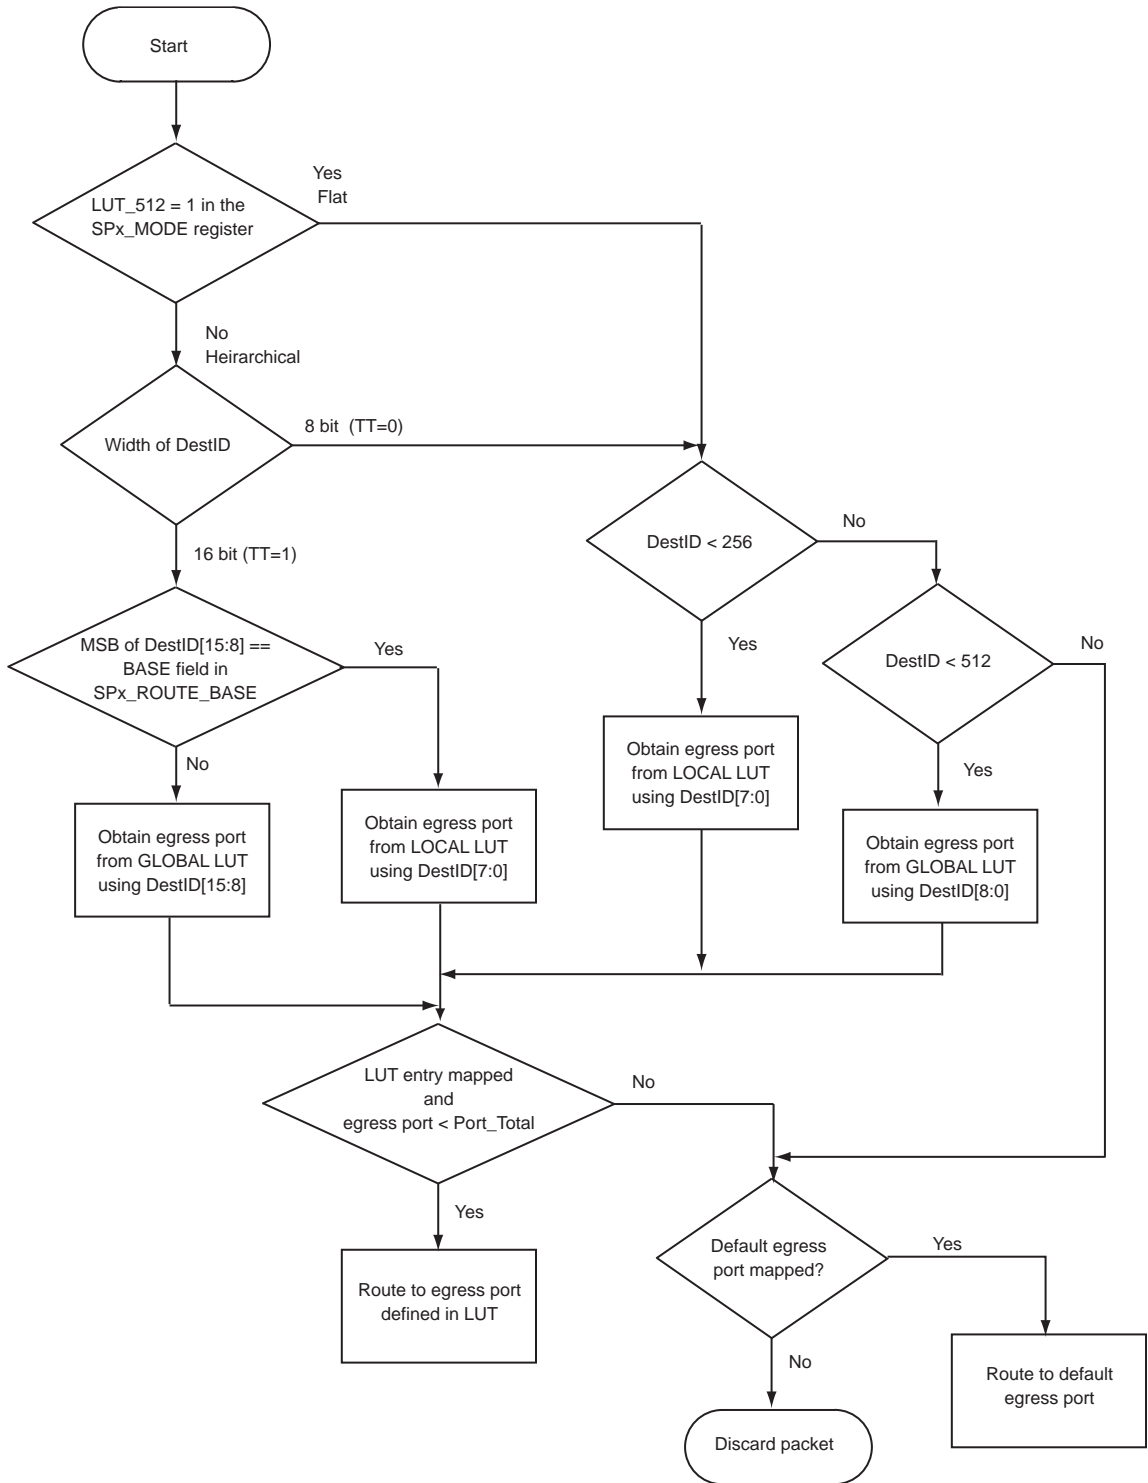 Start
Yes
Flat
LUT_512 = 1 in the
SPx_MODE register
No
Heirarchical
8 bit (TT=0)
Width of DestID
No
DestID < 256
16 bit (TT=1)
MSB of DestID[15:8] ==
BASE field in
SPx_ROUTE_BASE
Yes
Yes
No
DestID < 512
No
Obtain egress port
from LOCAL LUT
using DestID[7:0]
Yes
Obtain egress port
from GLOBAL LUT
using DestID[15:8]
Obtain egress port
from LOCAL LUT
using DestID[7:0]
Obtain egress port
from GLOBAL LUT
using DestID[8:0]
LUT entry mapped
and
egress port < Port_Total
No
Yes
Default egress
port mapped?
Yes
Route to egress port
defined in LUT
No
Route to default
egress port
Discard packet